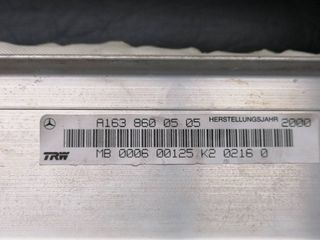 A163 860 05 05 HERSTELLUNGSJAHR 2000
TRW MB 0006 00125 K2 0216 0